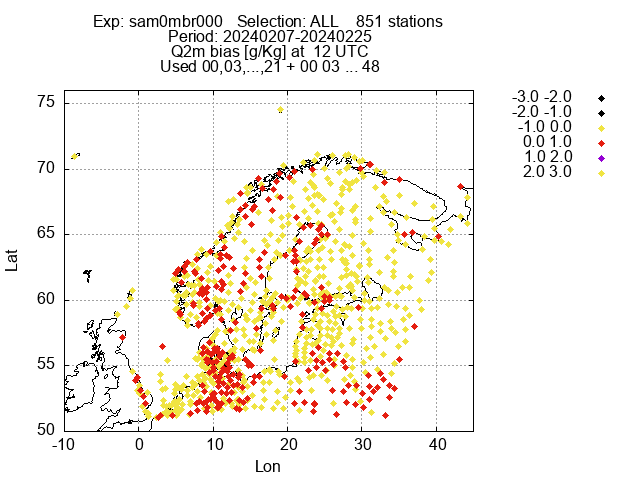 Exp: sam0mbr000   Selection: ALL    851 stations
Period: 20240207-20240225
Q2m bias [g/Kg] at  12 UTC
Used 00,03,...,21 + 00 03 ... 48
-3.0 -2.0
-2.0 -1.0
-1.0 0.0
0.0 1.0
1.0 2.0
2.0 3.0
75
70
65
60
55
50
Lat
-10 0 10 20 30 40
Lon